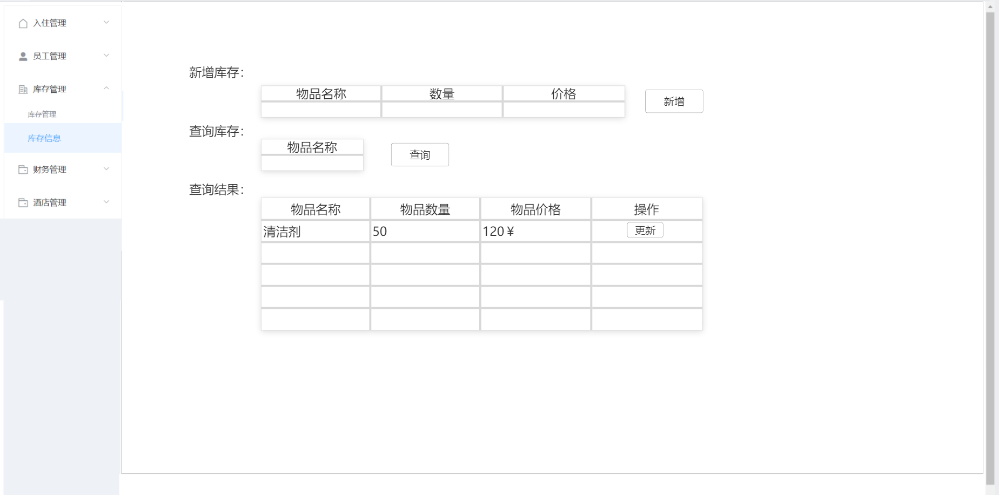 入住管理
员工管理
库存管理
库存管理
库存信息
财务管理
酒店管理
新增库存：
物品名称 数量 价格
新增
查询库存：
物品名称
查询
查询结果：
物品名称 物品数量 物品价格 操作
清洁剂 50 120￥ 更新